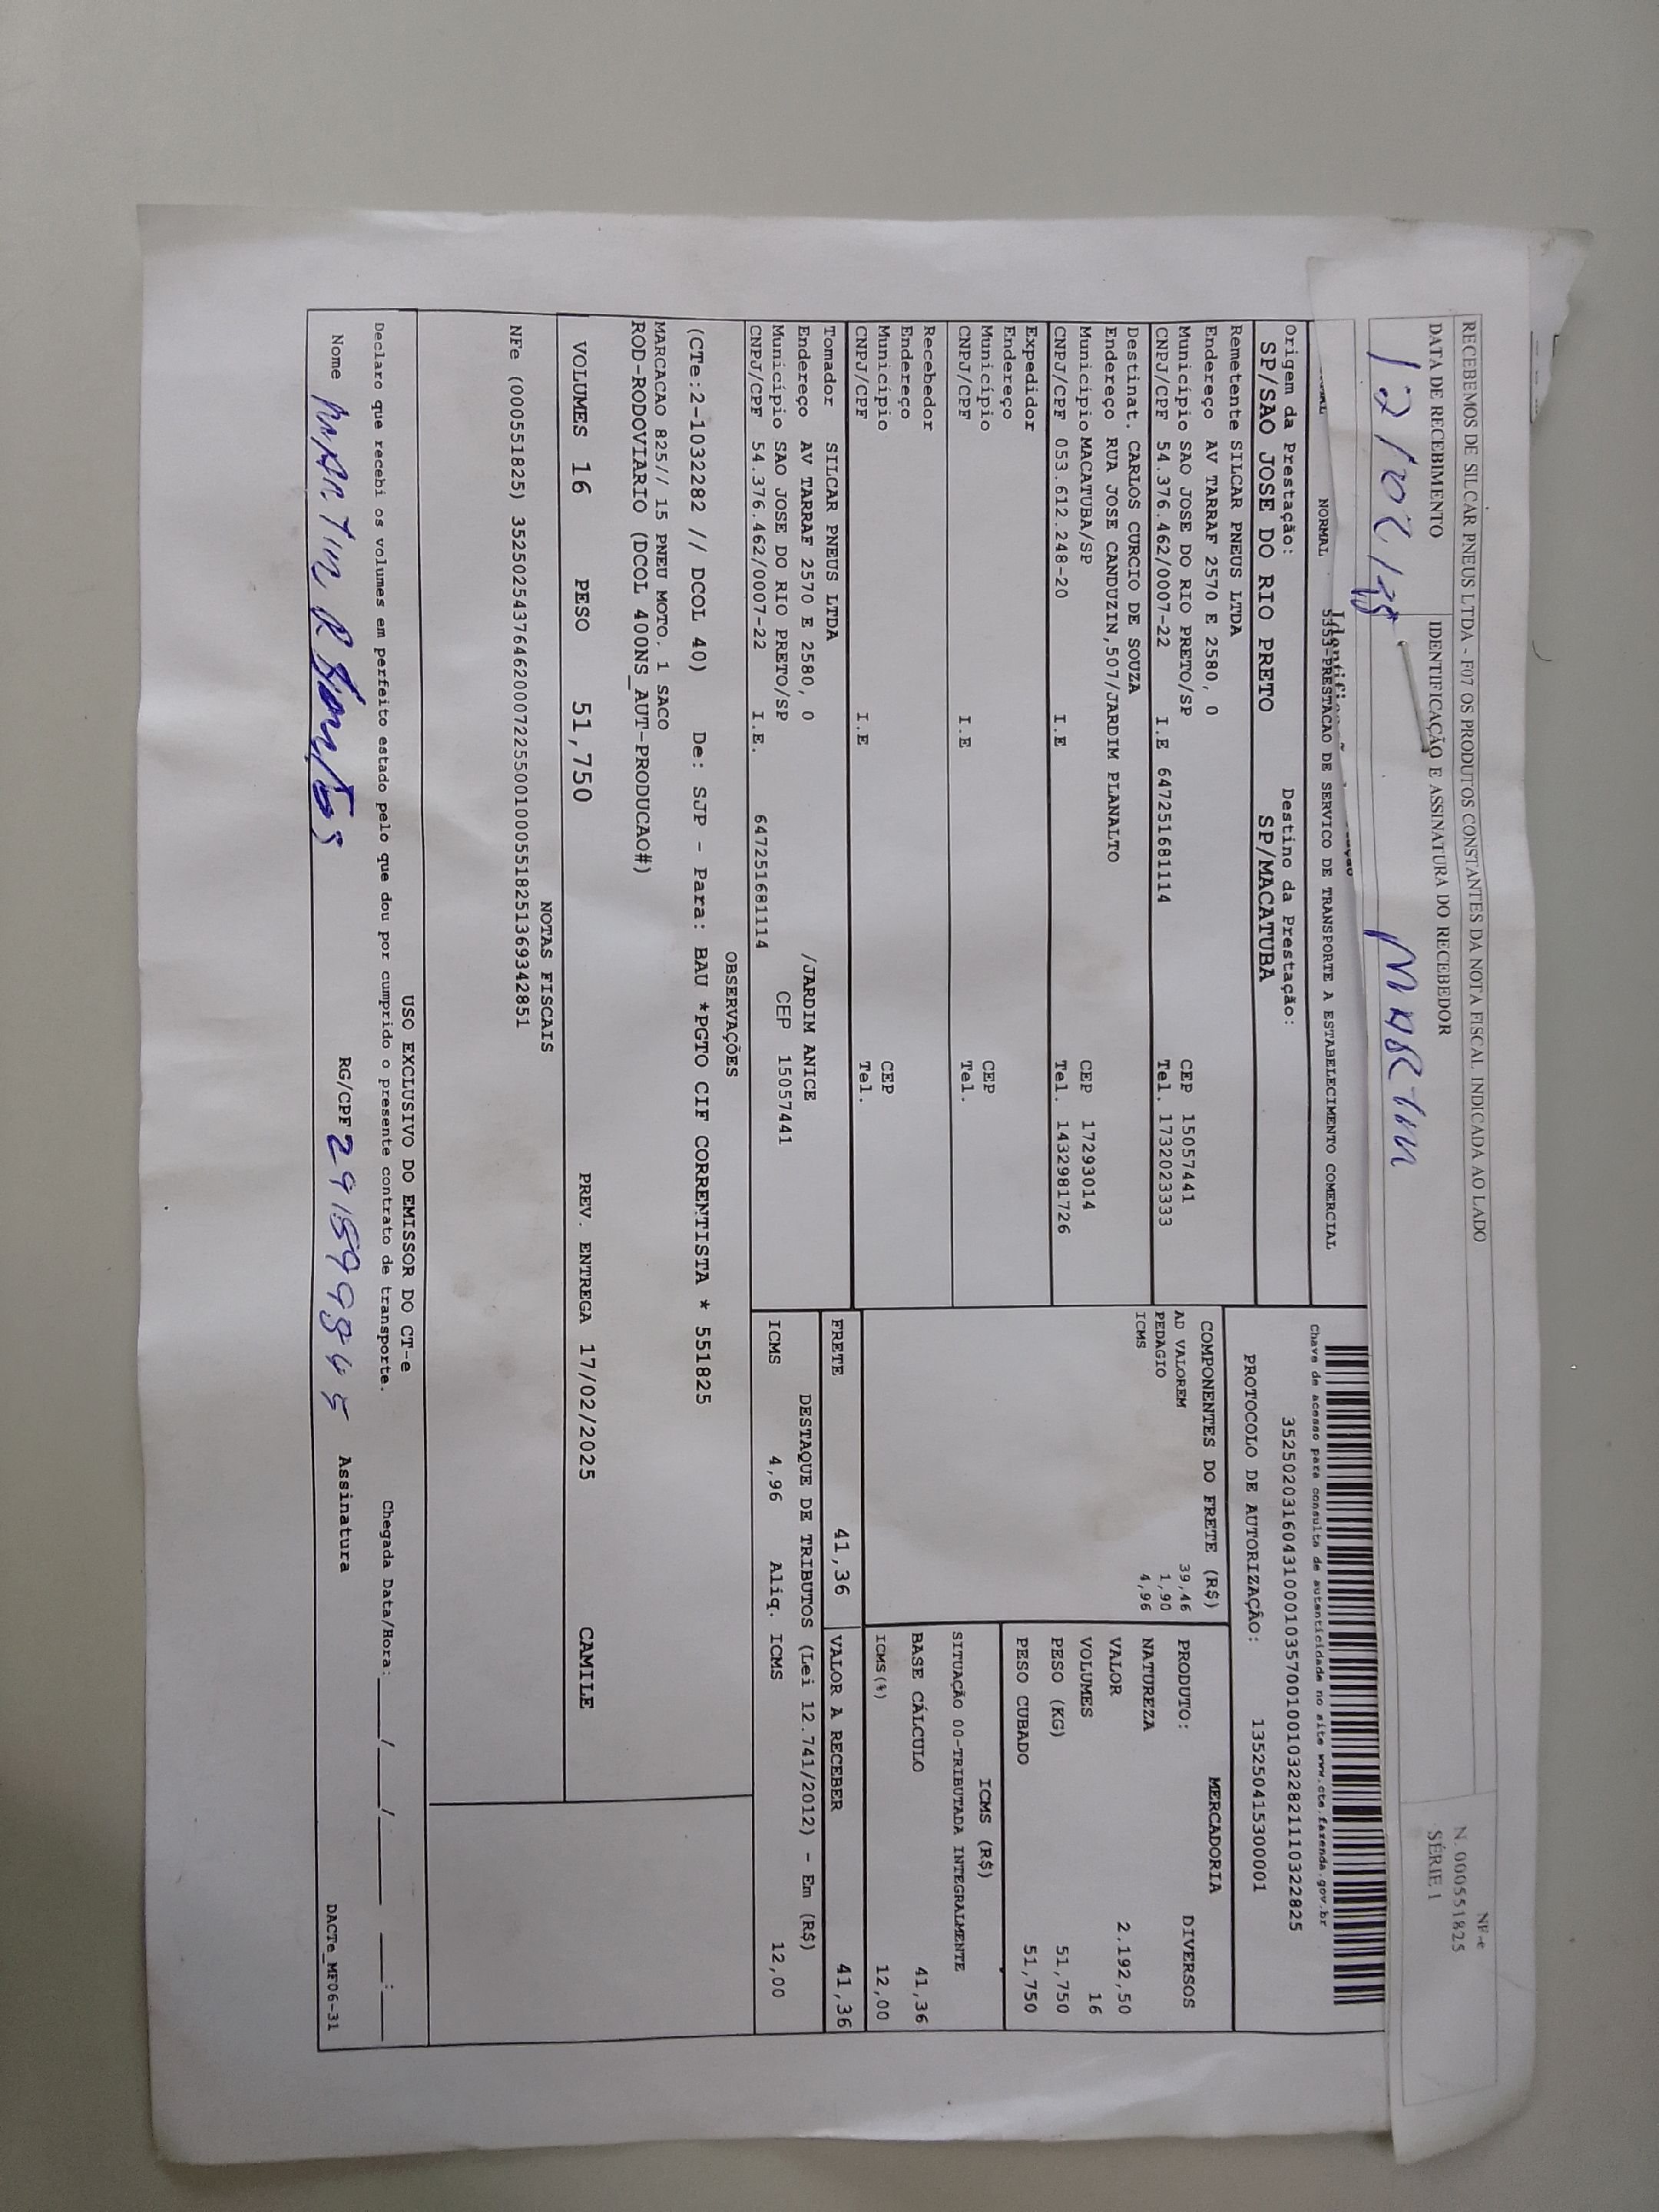 RECEBEMOS DE SILCAR PNEUS LTDA - F07 OS PRODUTOS CONSTANTES DA NOTA FISCAL INDICADA AO LADO
NF-e
N. 000551825
SÉRIE 1
DATA DE RECEBIMENTO
IDENTIFICAÇÃO E ASSINATURA DO RECEBEDOR
MARTIN
NORMAL
5353-PRESTACAO DE SERVICO DE TRANSPORTE A ESTABELECIMENTO COMERCIAL
Chave de acesso para consulta de autenticidade no site www.cte.fazenda.gov.br
35250203160431000103570010010322821110322825
PROTOCOLO DE AUTORIZAÇÃO: 135250415300001
Origem da Prestação: Destino da Prestação:
SP/SAO JOSE DO RIO PRETO SP/MACATUBA
Remetente SILCAR PNEUS LTDA
Endereço AV TARRAF 2570 E 2580, 0
Município SAO JOSE DO RIO PRETO/SP CEP 15057441
CNPJ/CPF 54.376.462/0007-22 I.E 647251681114 Tel. 1732023333
Destinat. CARLOS CURCIO DE SOUZA
Endereço RUA JOSE CANDUZIN,507/JARDIM PLANALTO
Município MACATUBA/SP CEP 17293014
CNPJ/CPF 053.612.248-20 I.E Tel. 1432981726
Expedidor
Endereço
Município CEP
CNPJ/CPF I.E Tel.
Recebedor
Endereço
Município CEP
CNPJ/CPF I.E Tel.
Tomador SILCAR PNEUS LTDA
Endereço AV TARRAF 2570 E 2580, 0 /JARDIM ANICE
Município SAO JOSE DO RIO PRETO/SP CEP 15057441
CNPJ/CPF 54.376.462/0007-22 I.E. 647251681114
COMPONENTES DO FRETE (R$)
AD VALOREM 39,46
PEDAGIO 1,90
ICMS 4,96
MERCADORIA
PRODUTO: DIVERSOS
NATUREZA
VALOR 2.192,50
VOLUMES 16
PESO (KG) 51,750
PESO CUBADO 51,750
ICMS (R$)
SITUAÇÃO 00-TRIBUTADA INTEGRALMENTE
BASE CÁLCULO 41,36
ICMS(%) 12,00
FRETE 41,36 VALOR A RECEBER 41,36
DESTAQUE DE TRIBUTOS (Lei 12.741/2012) - Em (R$)
ICMS 4,96 Aliq. ICMS 12,00
OBSERVAÇÕES
(CTe:2-1032282 // DCOL 40) De: SJP - Para: BAU *PGTO CIF CORRENTISTA * 551825
MARCACAO 825// 15 PNEU MOTO, 1 SACO
ROD-RODOVIARIO (DCOL 400NS_AUT-PRODUCAO#)
VOLUMES 16 PESO 51,750 PREV. ENTREGA 17/02/2025 CAMILE
NOTAS FISCAIS
NFe (000551825) 35250254376462000722550010005518251369342851
USO EXCLUSIVO DO EMISSOR DO CT-e
Declaro que recebi os volumes em perfeito estado pelo que dou por cumprido o presente contrato de transporte. Chegada Data/Hora: ___/___/___ ___:___
Nome MARTIN RG/CPF Assinatura
DACTe_MF06-31